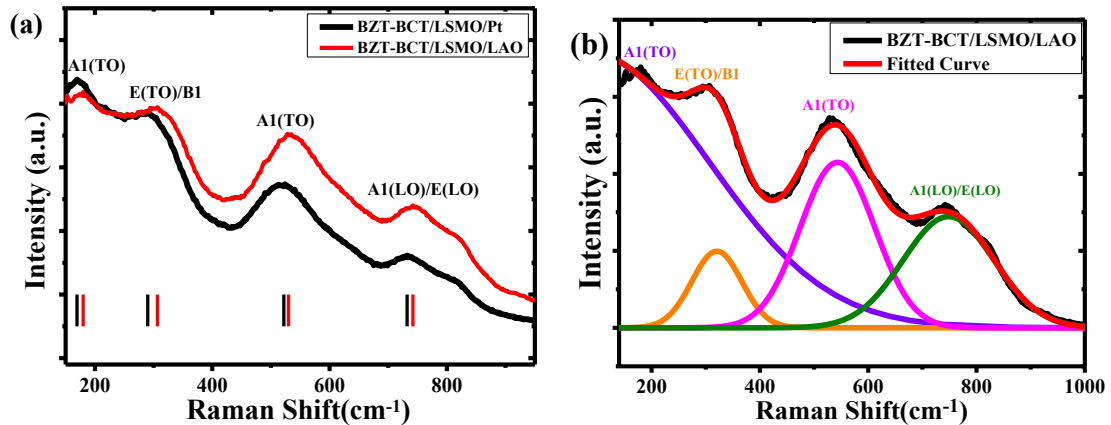 (a)
BZT-BCT/LSMO/Pt
BZT-BCT/LSMO/LAO
A1(TO)
E(TO)/B1
A1(TO)
A1(LO)/E(LO)
Intensity (a.u.)
200 400 600 800
Raman Shift(cm-1)
(b)
BZT-BCT/LSMO/LAO
Fitted Curve
A1(TO)
E(TO)/B1
A1(TO)
A1(LO)/E(LO)
Intensity (a.u.)
200 400 600 800 1000
Raman Shift(cm-1)